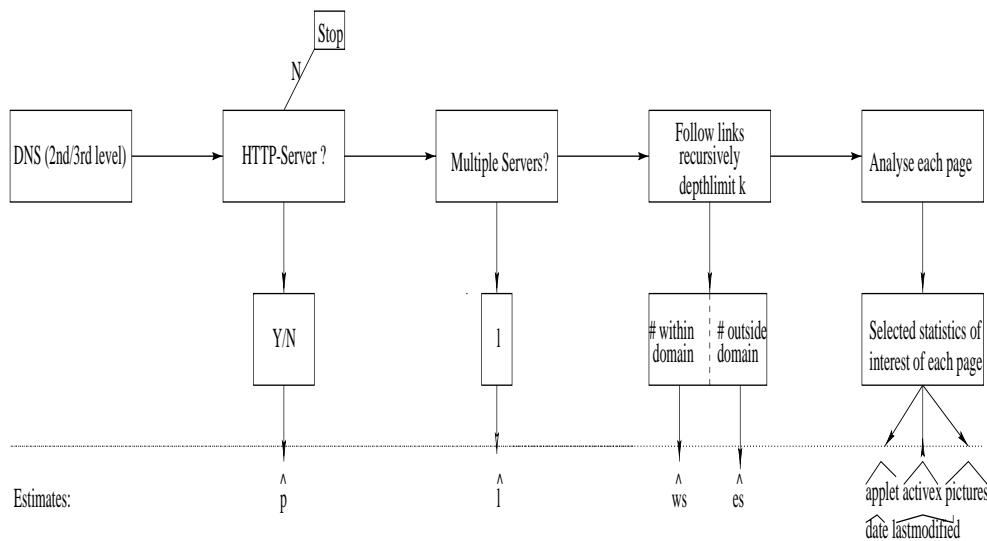 Stop
N
DNS (2nd/3rd level)
HTTP-Server ?
Multiple Servers?
Follow links
recursively
depthlimit k
Analyse each page
Y/N
l
# within
domain
# outside
domain
Selected statistics of
interest of each page
Estimates:
^
p
^
l
^
ws
^
es
applet activex pictures
date lastmodified